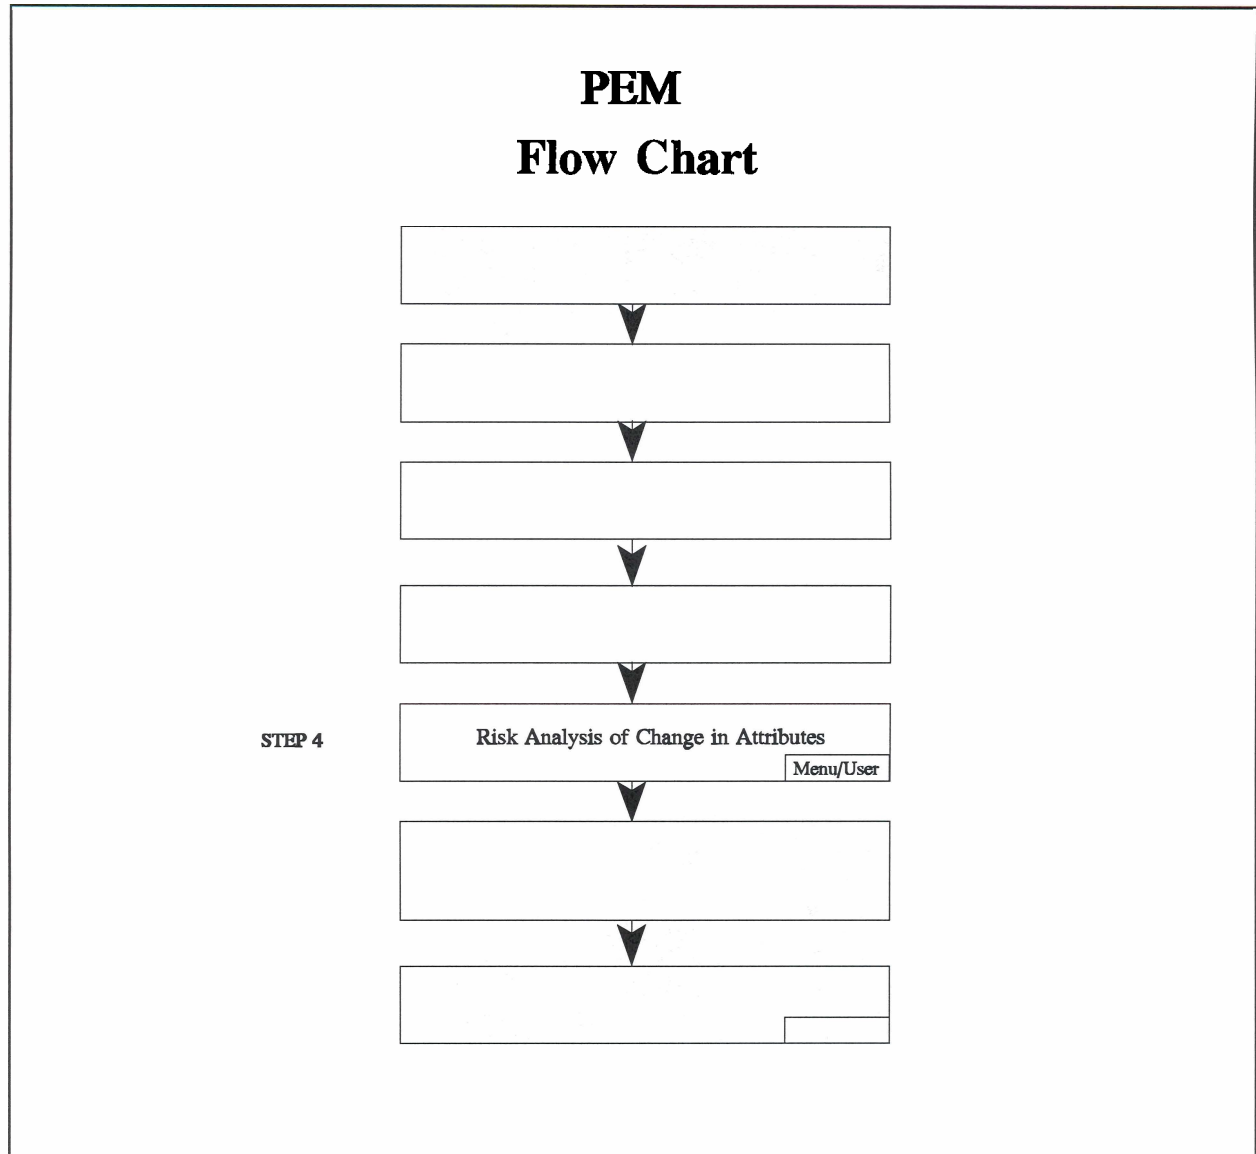 PEM
Flow Chart
STEP 4
Risk Analysis of Change in Attributes
Menu/User